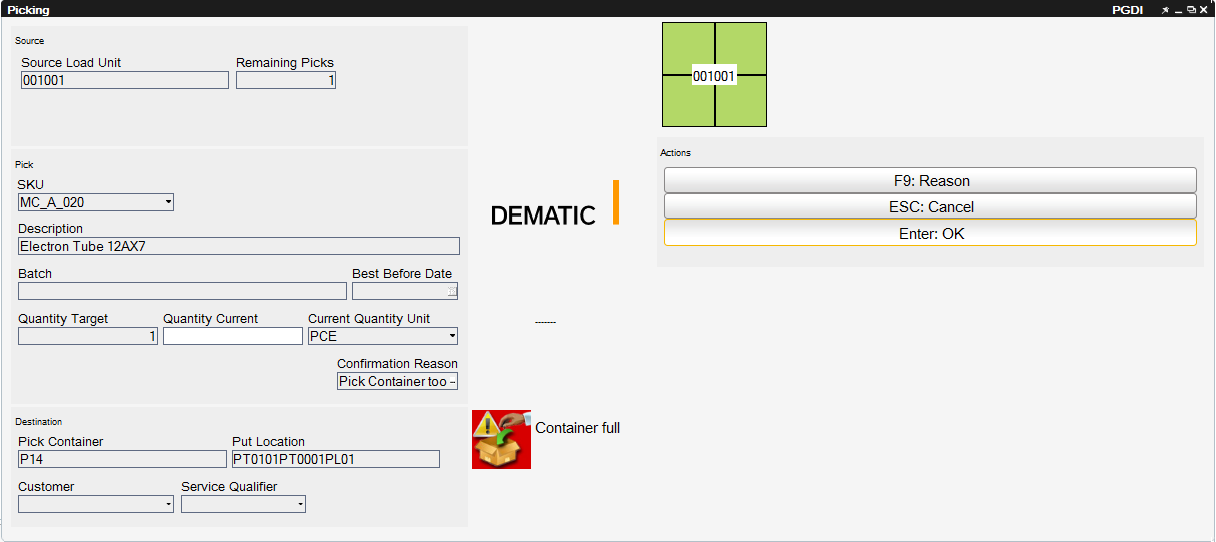 Picking PGDI
Source
Source Load Unit Remaining Picks
001001 1
001001
Actions
F9: Reason
ESC: Cancel
Enter: OK
Pick
SKU
MC_A_020
Description
Electron Tube 12AX7
Batch Best Before Date
Quantity Target Quantity Current Current Quantity Unit
1 PCE
Confirmation Reason
Pick Container too –
DEMATIC
-------
Destination
Pick Container Put Location
P14 PT0101PT0001PL01
Customer Service Qualifier
Container full